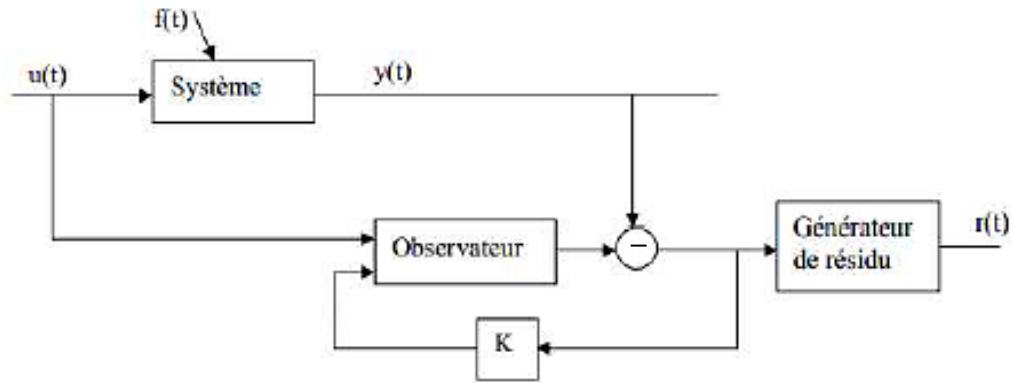 f(t)
u(t)
Système
y(t)
Observateur
−
Générateur
de résidu
r(t)
K